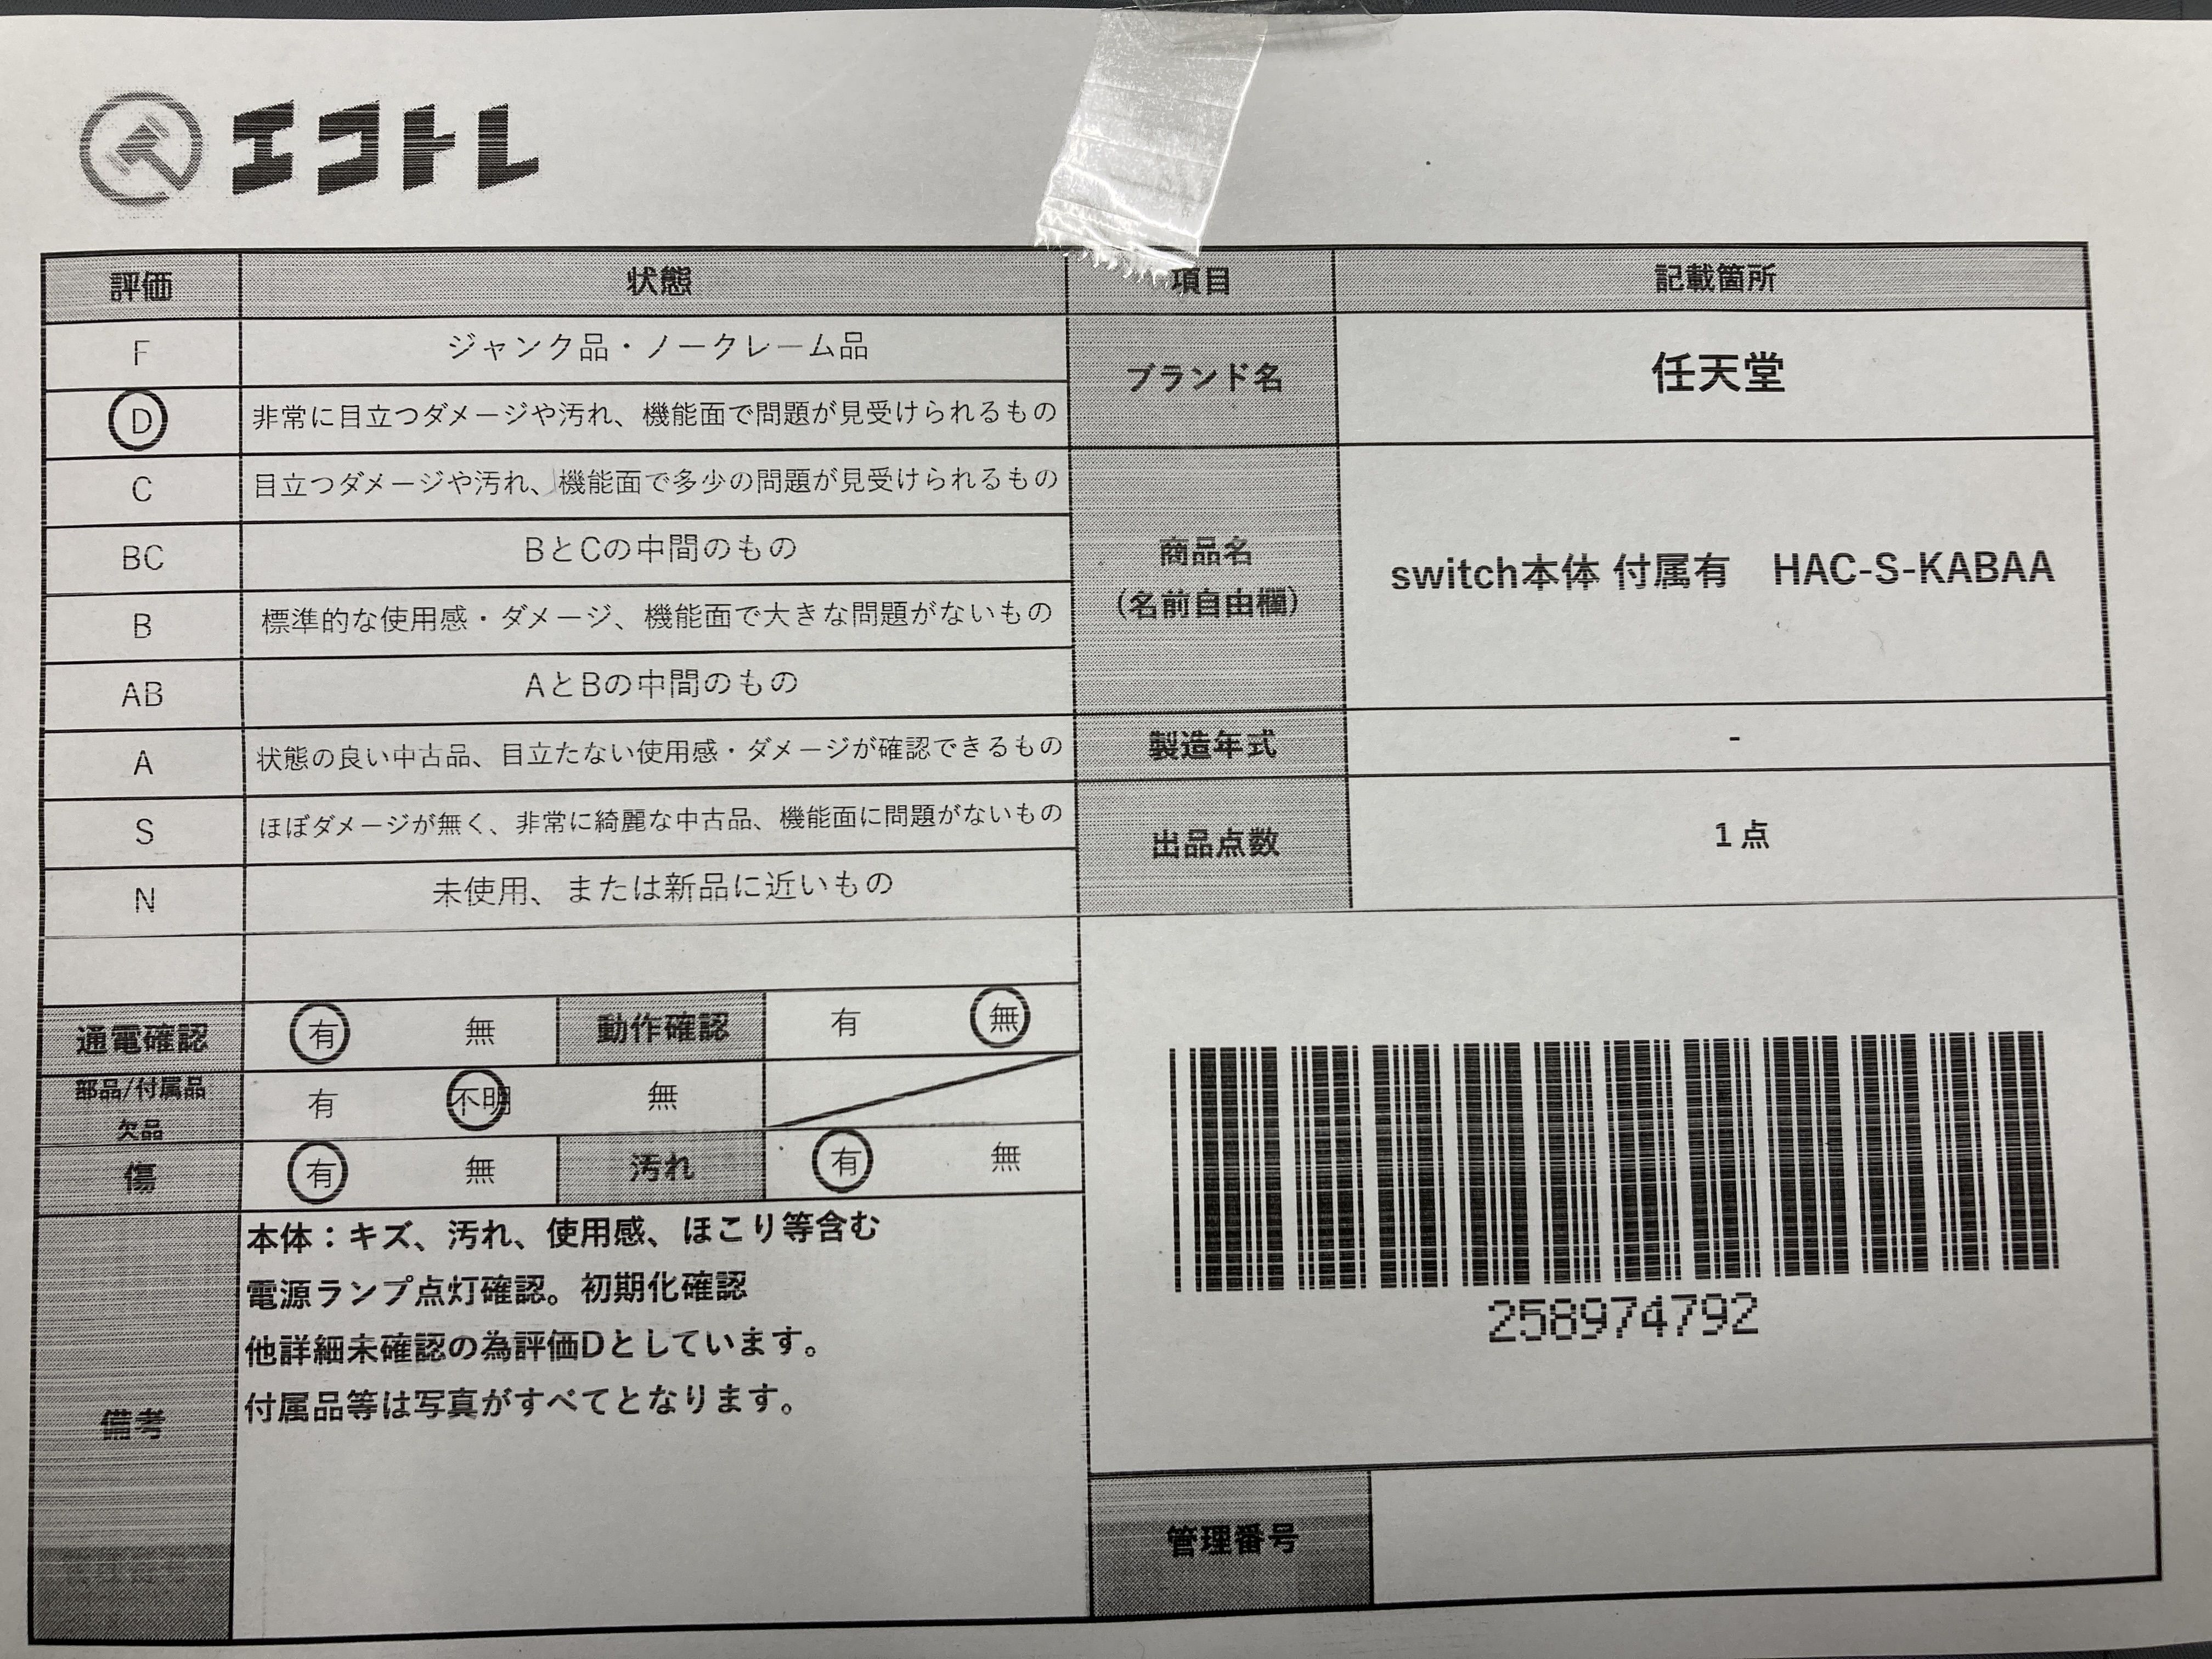 エコトレ
評価 状態 項目 記載箇所
F ジャンク品・ノークレーム品
D 非常に目立つダメージや汚れ、機能面で問題が見受けられるもの
C 目立つダメージや汚れ、機能面で多少の問題が見受けられるもの
BC BとCの中間のもの
B 標準的な使用感・ダメージ、機能面で大きな問題がないもの
AB AとBの中間のもの
A 状態の良い中古品、目立たない使用感・ダメージが確認できるもの
S ほぼダメージが無く、非常に綺麗な中古品、機能面に問題がないもの
N 未使用、または新品に近いもの
ブランド名 任天堂
商品名
（名前自由欄）
switch本体 付属有　HAC-S-KABAA
製造年式 -
出品点数 1 点
通電確認 有 無 動作確認 有 無
部品/付属品
欠品
有 不明 無
傷 有 無 汚れ 有 無
備考
本体：キズ、汚れ、使用感、ほこり等含む
電源ランプ点灯確認。初期化確認
他詳細未確認の為評価Dとしています。
付属品等は写真がすべてとなります。
258974792
管理番号